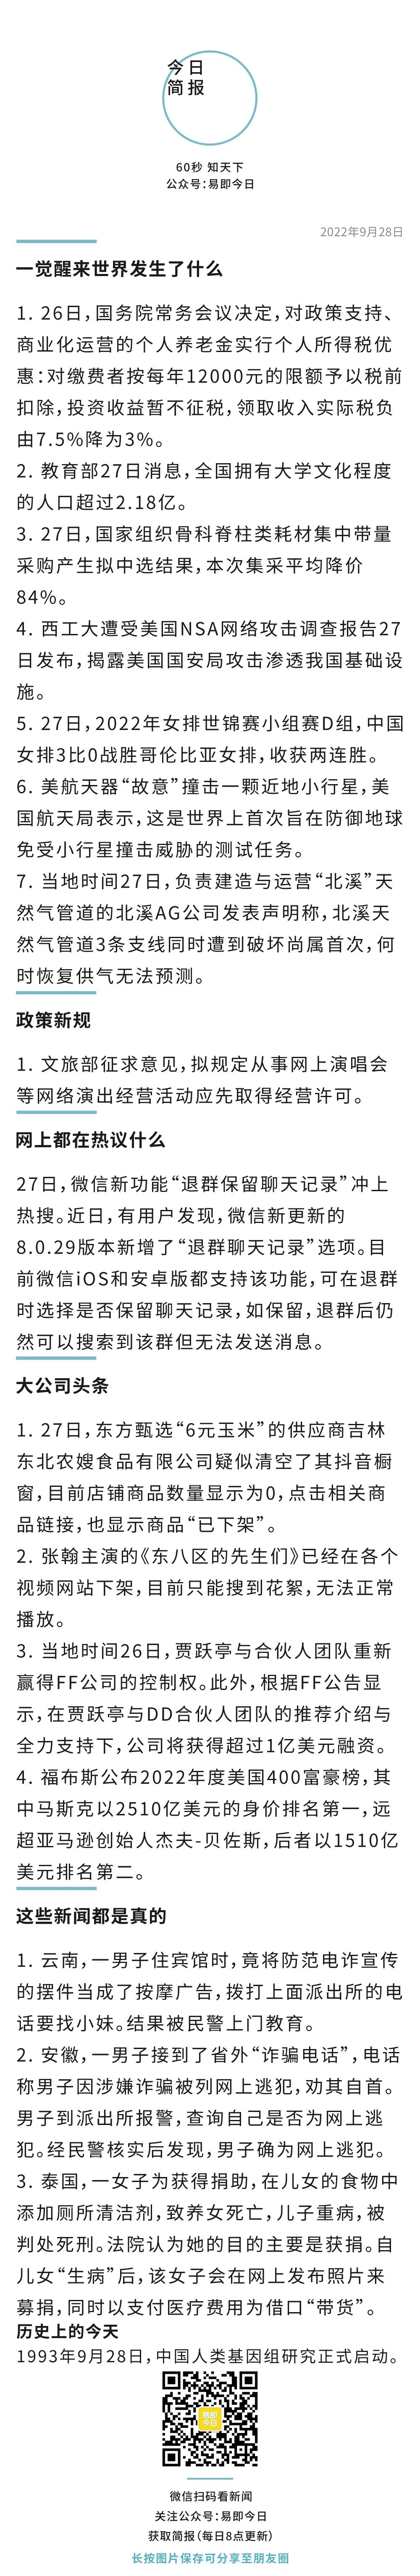 今日
简报
60秒 知天下
公众号：易即今日
2022年9月28日
一觉醒来世界发生了什么
1. 26日，国务院常务会议决定，对政策支持、
商业化运营的个人养老金实行个人所得税优
惠：对缴费者按每年12000元的限额予以税前
扣除，投资收益暂不征税，领取收入实际税负
由7.5%降为3%。
2. 教育部27日消息，全国拥有大学文化程度
的人口超过2.18亿。
3. 27日，国家组织骨科脊柱类耗材集中带量
采购产生拟中选结果，本次集采平均降价
84%。
4. 西工大遭受美国NSA网络攻击调查报告27
日发布，揭露美国国安局攻击渗透我国基础设
施。
5. 27日，2022年女排世锦赛小组赛D组，中国
女排3比0战胜哥伦比亚女排，收获两连胜。
6. 美航天器“故意”撞击一颗近地小行星，美
国航天局表示，这是世界上首次旨在防御地球
免受小行星撞击威胁的测试任务。
7. 当地时间27日，负责建造与运营“北溪”天
然气管道的北溪AG公司发表声明称，北溪天
然气管道3条支线同时遭到破坏尚属首次，何
时恢复供气无法预测。
政策新规
1. 文旅部征求意见，拟规定从事网上演唱会
等网络演出经营活动应先取得经营许可。
网上都在热议什么
27日，微信新功能“退群保留聊天记录”冲上
热搜。近日，有用户发现，微信新更新的
8.0.29版本新增了“退群聊天记录”选项。目
前微信iOS和安卓版都支持该功能，可在退群
时选择是否保留聊天记录，如保留，退群后仍
然可以搜索到该群但无法发送消息。
大公司头条
1. 27日，东方甄选“6元玉米”的供应商吉林
东北农嫂食品有限公司疑似清空了其抖音橱
窗，目前店铺商品数量显示为0，点击相关商
品链接，也显示商品“已下架”。
2. 张翰主演的《东八区的先生们》已经在各个
视频网站下架，目前只能搜到花絮，无法正常
播放。
3. 当地时间26日，贾跃亭与合伙人团队重新
赢得FF公司的控制权。此外，根据FF公告显
示，在贾跃亭与DD合伙人团队的推荐介绍与
全力支持下，公司将获得超过1亿美元融资。
4. 福布斯公布2022年度美国400富豪榜，其
中马斯克以2510亿美元的身价排名第一，远
超亚马逊创始人杰夫-贝佐斯，后者以1510亿
美元排名第二。
这些新闻都是真的
1. 云南，一男子住宾馆时，竟将防范电诈宣传
的摆件当成了按摩广告，拨打上面派出所的电
话要找小妹。结果被民警上门教育。
2. 安徽，一男子接到了省外“诈骗电话”，电话
称男子因涉嫌诈骗被列网上逃犯，劝其自首。
男子到派出所报警，查询自己是否为网上逃
犯。经民警核实后发现，男子确为网上逃犯。
3. 泰国，一女子为获得捐助，在儿女的食物中
添加厕所清洁剂，致养女死亡，儿子重病，被
判处死刑。法院认为她的目的主要是获捐。自
儿女“生病”后，该女子会在网上发布照片来
募捐，同时以支付医疗费用为借口“带货”。
历史上的今天
1993年9月28日，中国人类基因组研究正式启动。
易即
今日
微信扫码看新闻
关注公众号：易即今日
获取简报（每日8点更新）
长按图片保存可分享至朋友圈